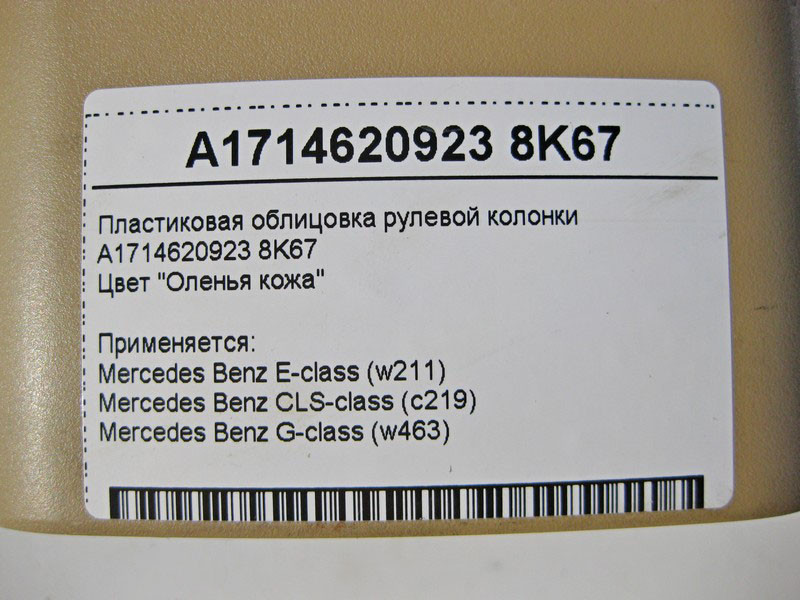 A1714620923 8K67
Пластиковая облицовка рулевой колонки
A1714620923 8K67
Цвет "Оленья кожа"
Применяется:
Mercedes Benz E-class (w211)
Mercedes Benz CLS-class (c219)
Mercedes Benz G-class (w463)